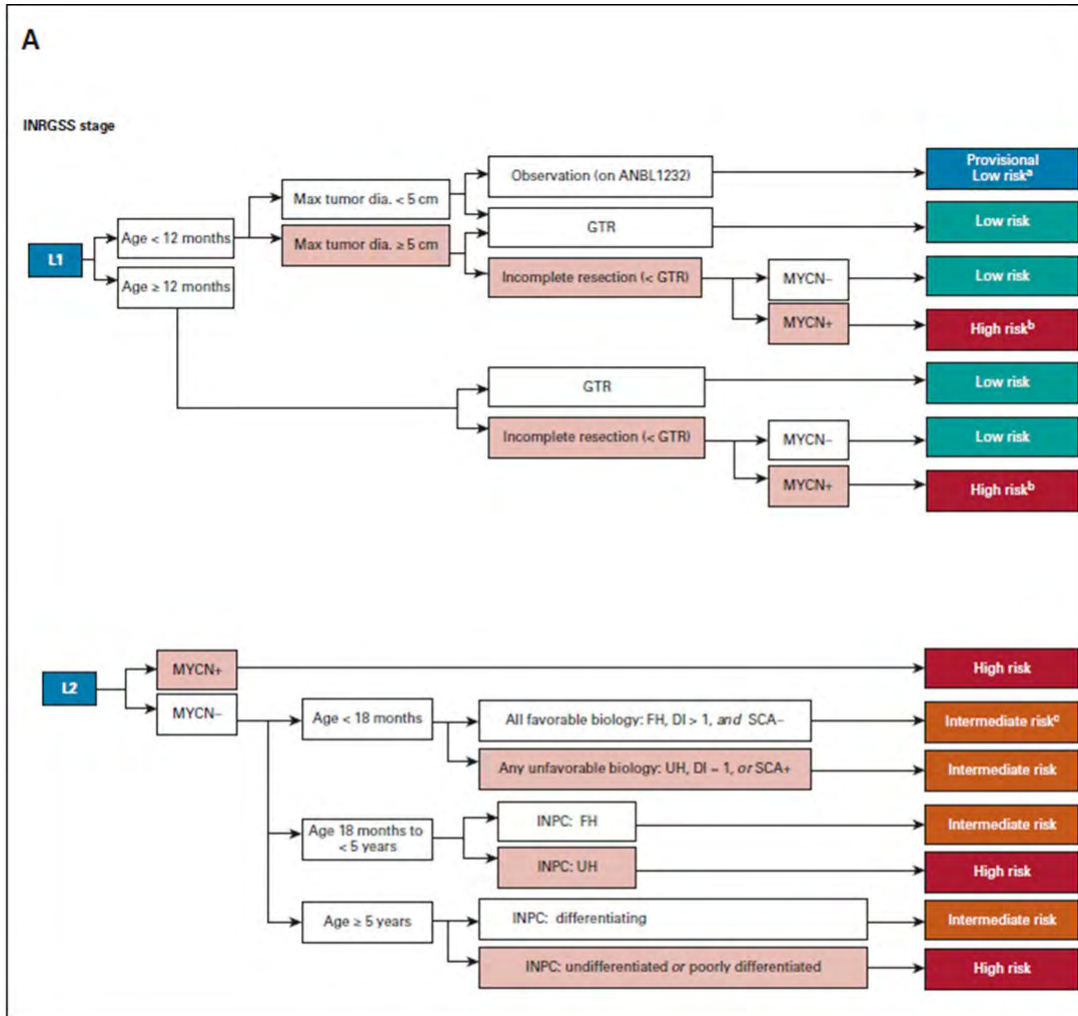 A
INRGSS stage
L1
Age < 12 months
Age ≥ 12 months
Max tumor dia. < 5 cm
Max tumor dia. ≥ 5 cm
Observation (on ANBL1232)
Provisional
Low riskᵃ
GTR
Low risk
Incomplete resection (< GTR)
MYCN–
Low risk
MYCN+
High riskᵇ
GTR
Low risk
Incomplete resection (< GTR)
MYCN–
Low risk
MYCN+
High riskᵇ
L2
MYCN+
High risk
MYCN–
Age < 18 months
All favorable biology: FH, DI > 1, and SCA–
Intermediate riskᶜ
Any unfavorable biology: UH, DI = 1, or SCA+
Intermediate risk
Age 18 months to
< 5 years
INPC: FH
Intermediate risk
INPC: UH
High risk
Age ≥ 5 years
INPC: differentiating
Intermediate risk
INPC: undifferentiated or poorly differentiated
High risk